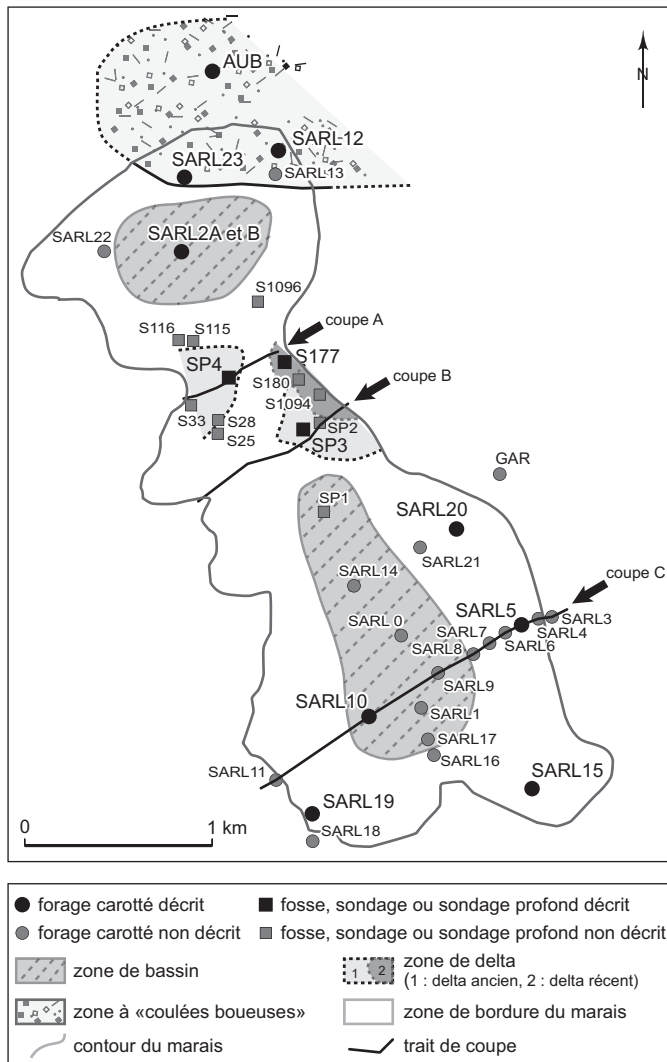 AUB
N
SARL12
SARL23
SARL13
SARL2A et B
SARL22
S1096
S116
S115
coupe A
S177
SP4
S180
coupe B
S1094
S33
S28
SP2
S25
SP3
GAR
SP1
SARL20
SARL21
SARL14
coupe C
SARL5
SARL3
SARL 0
SARL7
SARL4
SARL8
SARL6
SARL9
SARL10
SARL1
SARL17
SARL16
SARL11
SARL15
SARL19
0
1 km
SARL18
forage carotté décrit
fosse, sondage ou sondage profond décrit
forage carotté non décrit
fosse, sondage ou sondage profond non décrit
zone de bassin
1
2
zone de delta
(1 : delta ancien, 2 : delta récent)
zone à «coulées boueuses»
zone de bordure du marais
contour du marais
trait de coupe